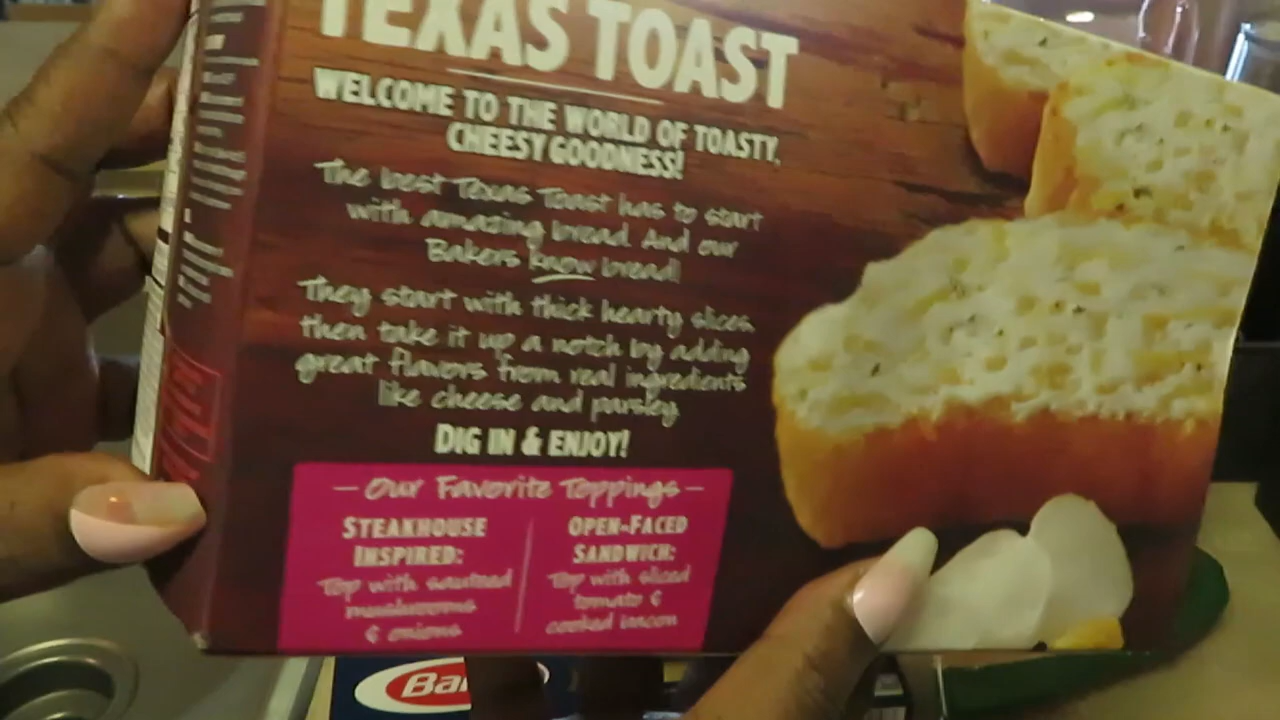 TEXAS TOAST
WELCOME TO THE WORLD OF TOASTY,
CHEESY GOODNESS!
The best Texas Toast has to start
with amazing bread. And our
Bakers know bread!
They start with thick hearty slices,
then take it up a notch by adding
great flavors from real ingredients
like cheese and parsley.
DIG IN & ENJOY!
— Our Favorite Toppings —
STEAKHOUSE
INSPIRED:
Top with sauteed
mushrooms
& onions
OPEN-FACED
SANDWICH:
Top with sliced
tomato &
cooked bacon
Bar